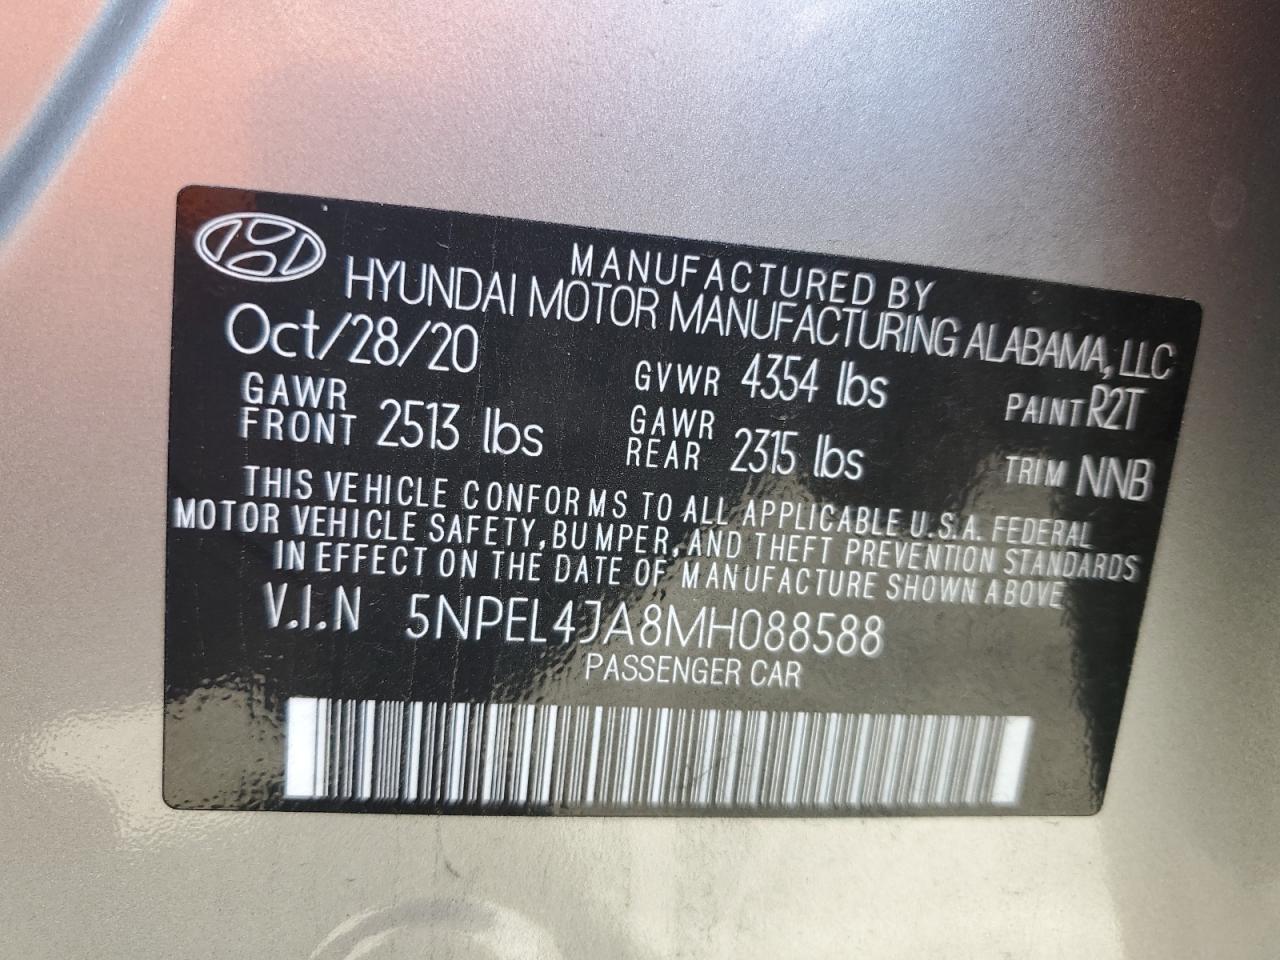 MANUFACTURED BY
HYUNDAI MOTOR MANUFACTURING ALABAMA, LLC
Oct/28/20 GVWR 4354 lbs PAINT R2T
GAWR FRONT 2513 lbs GAWR REAR 2315 lbs TRIM NNB
THIS VEHICLE CONFORMS TO ALL APPLICABLE U.S.A. FEDERAL
MOTOR VEHICLE SAFETY, BUMPER, AND THEFT PREVENTION STANDARDS
IN EFFECT ON THE DATE OF MANUFACTURE SHOWN ABOVE
V.I.N 5NPEL4JA8MH088588
PASSENGER CAR